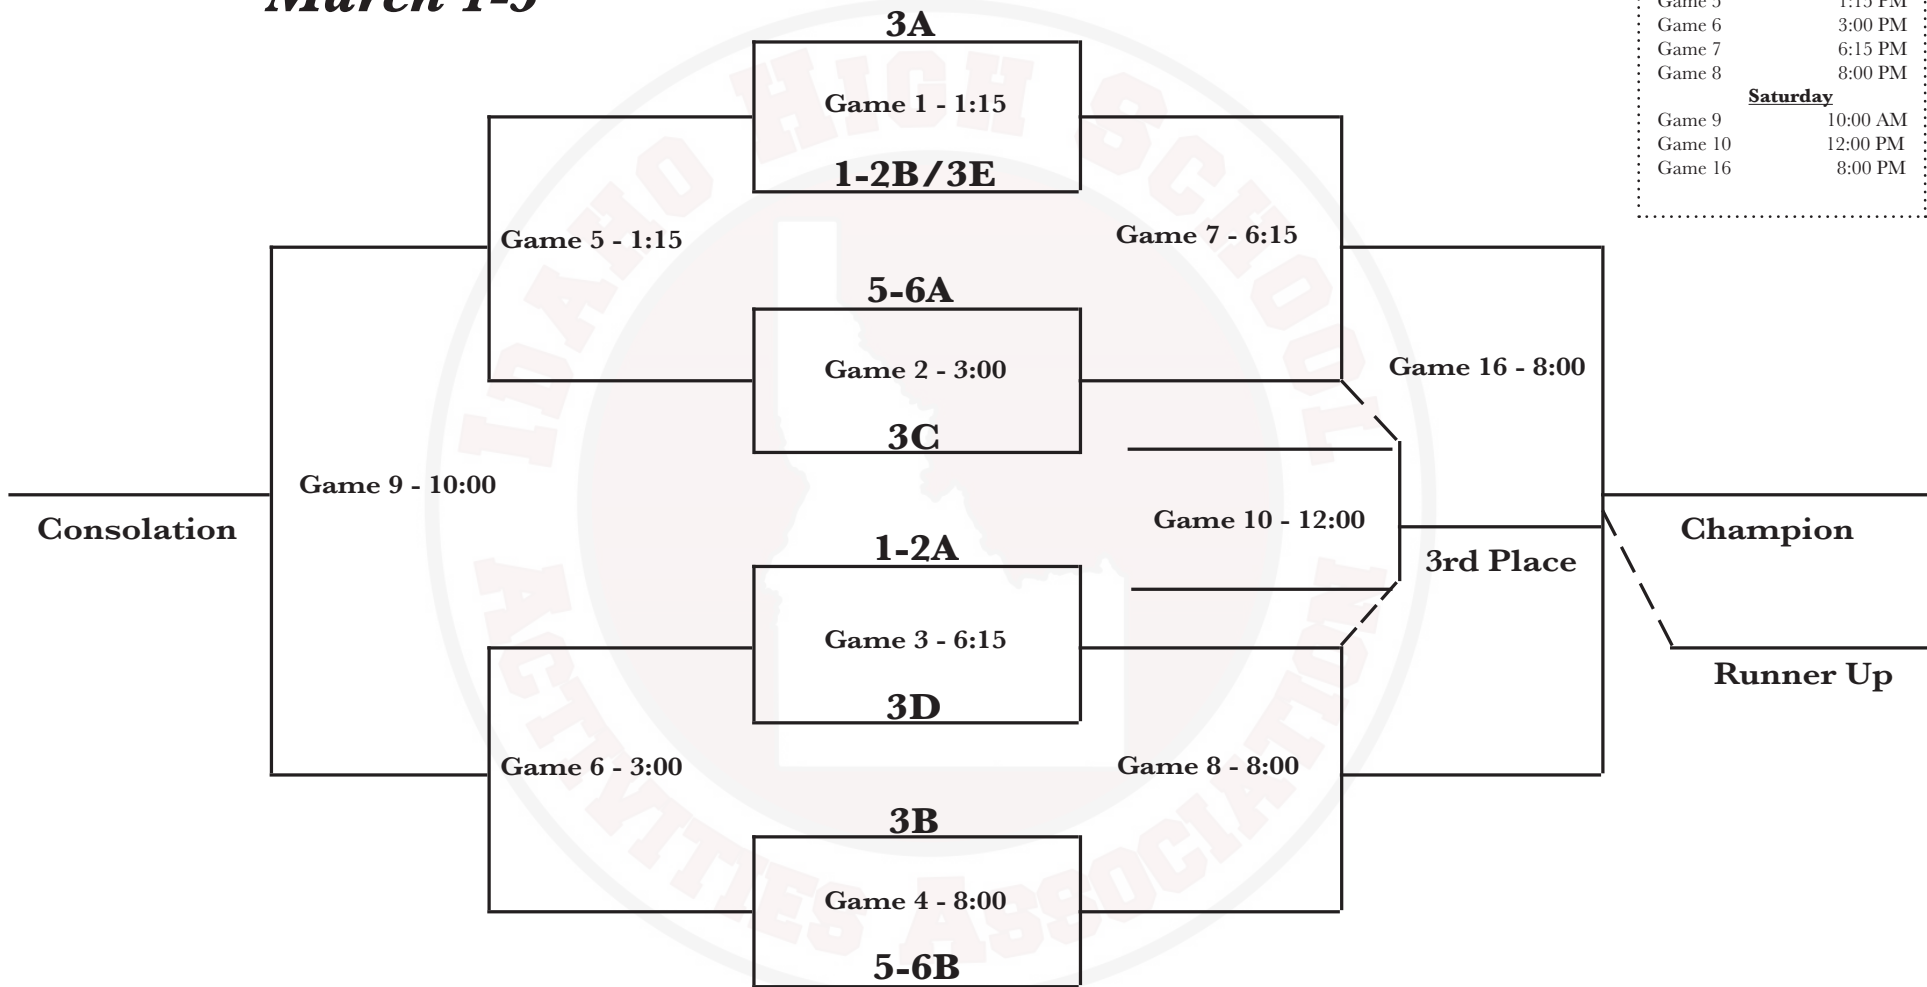 March 1-3
3A
Game 5 1:15 PM
Game 6 3:00 PM
Game 7 6:15 PM
Game 8 8:00 PM
Saturday
Game 9 10:00 AM
Game 10 12:00 PM
Game 16 8:00 PM
Game 1 - 1:15
1-2B/3E
Game 5 - 1:15
Game 7 - 6:15
5-6A
Game 2 - 3:00
3C
Game 16 - 8:00
Game 9 - 10:00
Consolation
Game 10 - 12:00
3rd Place
Champion
1-2A
Game 3 - 6:15
3D
Runner Up
Game 6 - 3:00
Game 8 - 8:00
3B
Game 4 - 8:00
5-6B
IDAHO HIGH SCHOOL
ACTIVITIES ASSOCIATION